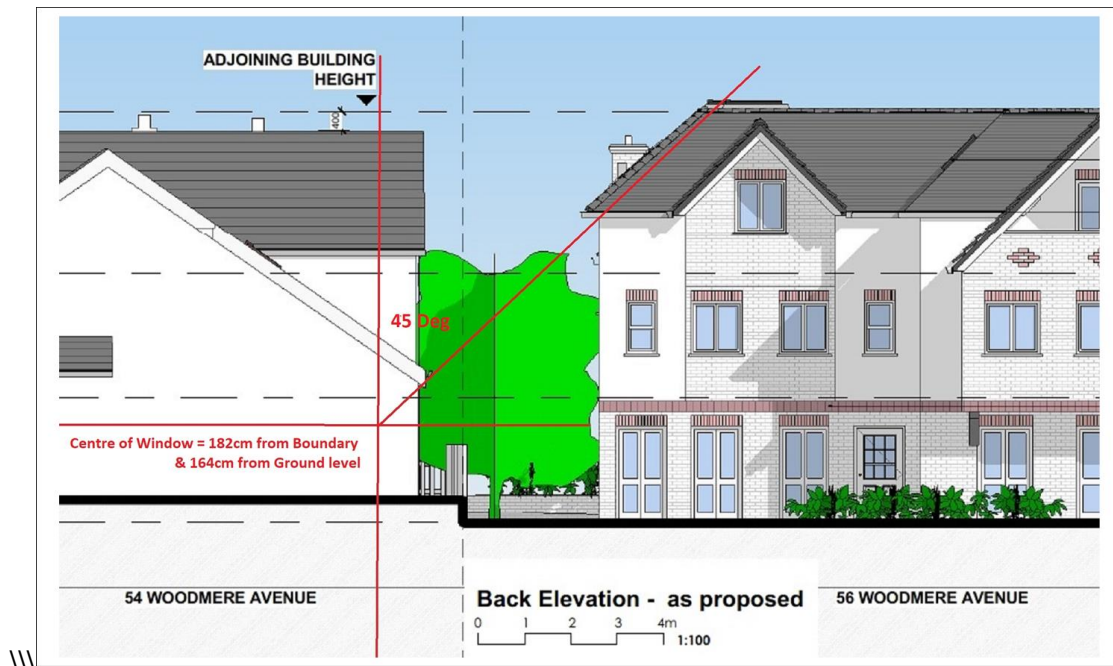 ADJOINING BUILDING
HEIGHT
400
45 Deg
Centre of Window = 182cm from Boundary
& 164cm from Ground level
54 WOODMERE AVENUE
Back Elevation - as proposed
56 WOODMERE AVENUE
0 1 2 3 4m
1:100
\\\